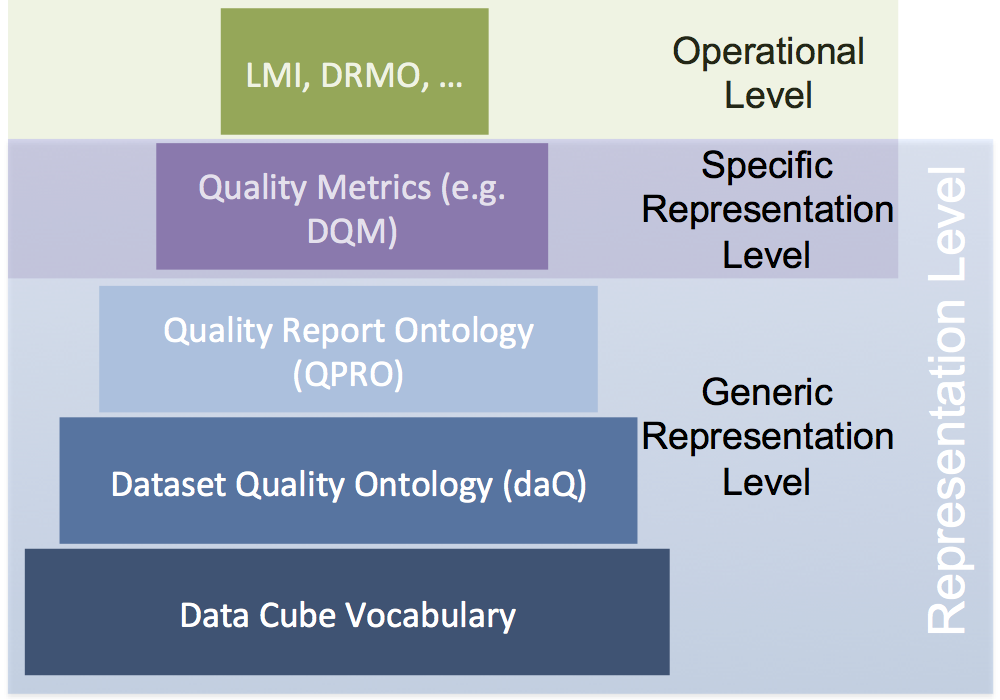 LMI, DRMO, ...
Operational
Level
Quality Metrics (e.g.
DQM)
Specific
Representation
Level
Quality Report Ontology
(QPRO)
Generic
Representation
Level
Dataset Quality Ontology (daQ)
Data Cube Vocabulary
Representation Level